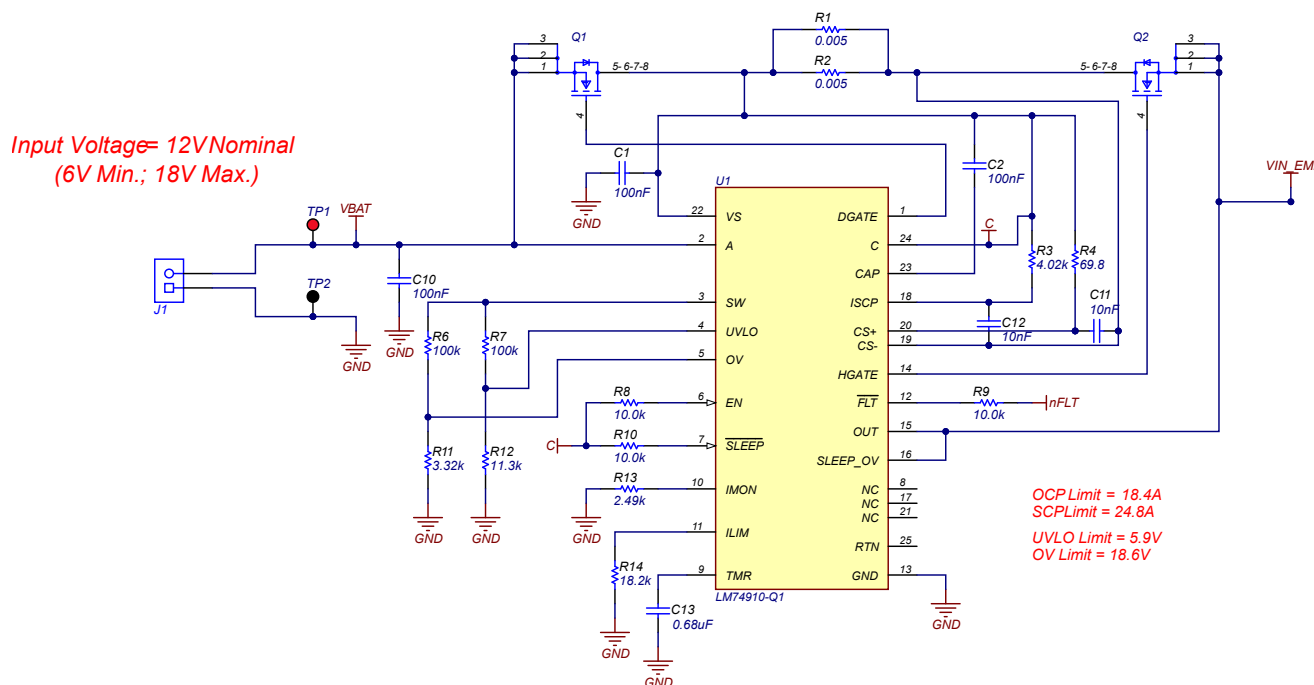 R1
0.005
Q1
Q2
3
2
1
5-6-7-8
R2
0.005
5-6-7-8
3
2
1
4
4
Input Voltage= 12V Nominal
(6V Min.; 18V Max.)
C1
100nF
GND
C2
100nF
VIN_EM
U1
TP1
VBAT
22 VS
DGATE 1
2 A
C 24
C
R3
4.02k
R4
69.8
CAP 23
J1
TP2
C10
100nF
GND
GND
3 SW
ISCP 18
C11
10nF
R6
100k
R7
100k
4 UVLO
CS+ 20
C12
10nF
CS- 19
5 OV
HGATE 14
R8
10.0k
6 EN
FLT 12
R9
10.0k
nFLT
C
R10
10.0k
7 SLEEP
OUT 15
R11
3.32k
R12
11.3k
SLEEP_OV 16
R13
2.49k
10 IMON
NC 8
NC 17
NC 21
OCP Limit = 18.4A
SCPLimit = 24.8A
UVLO Limit = 5.9V
OV Limit = 18.6V
GND
GND
GND
11 ILIM
RTN 25
R14
18.2k
9 TMR
GND 13
LM74910-Q1
C13
0.68uF
GND
GND
GND